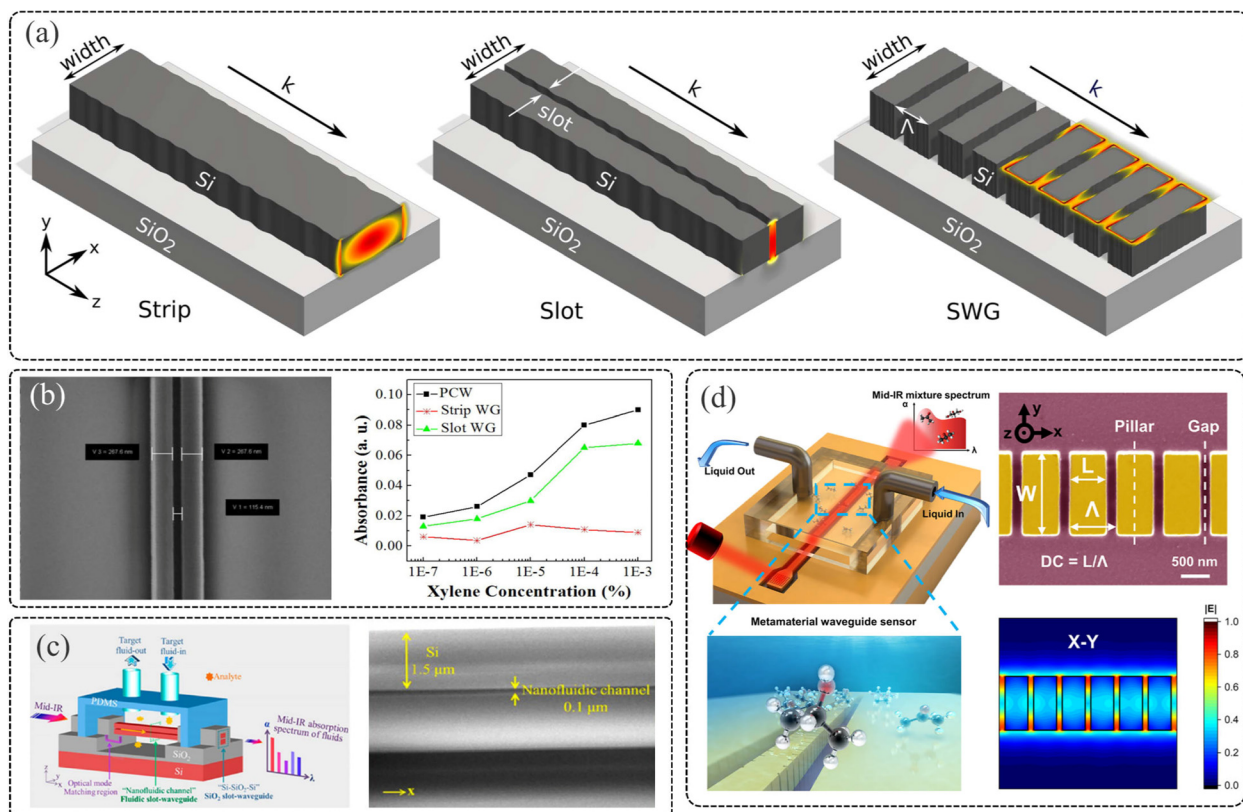 (a)
width
k
Si
SiO2
y
x
z
Strip
width
k
slot
Si
SiO2
Slot
width
k
Λ
Si
SiO2
SWG
(b)
V 2 = 267.6 nm
V 1 = 115.4 nm
PCW
Strip WG
Slot WG
Absorbance (a. u.)
0.10
0.08
0.06
0.04
0.02
0.00
1E-7
1E-6
1E-5
1E-4
1E-3
Xylene Concentration (%)
(c)
Target
fluid-out
Target
fluid-in
Analyte
PDMS
Mid-IR
Mid-IR absorption
spectrum of fluids
α
λ
SiO2
Si
Optical mode
Matching region
"Nanofluidic channel"
Fluidic slot-waveguide
"Si-SiO2-Si"
SiO2 slot-waveguide
Si
1.5 μm
Nanofluidic channel
0.1 μm
x
(d)
Mid-IR mixture spectrum
α
λ
Liquid Out
Liquid In
Metamaterial waveguide sensor
y
z
x
Pillar
Gap
W
L
Λ
DC = L/Λ
500 nm
X-Y
|E|
1.0
0.8
0.6
0.4
0.2
0.0